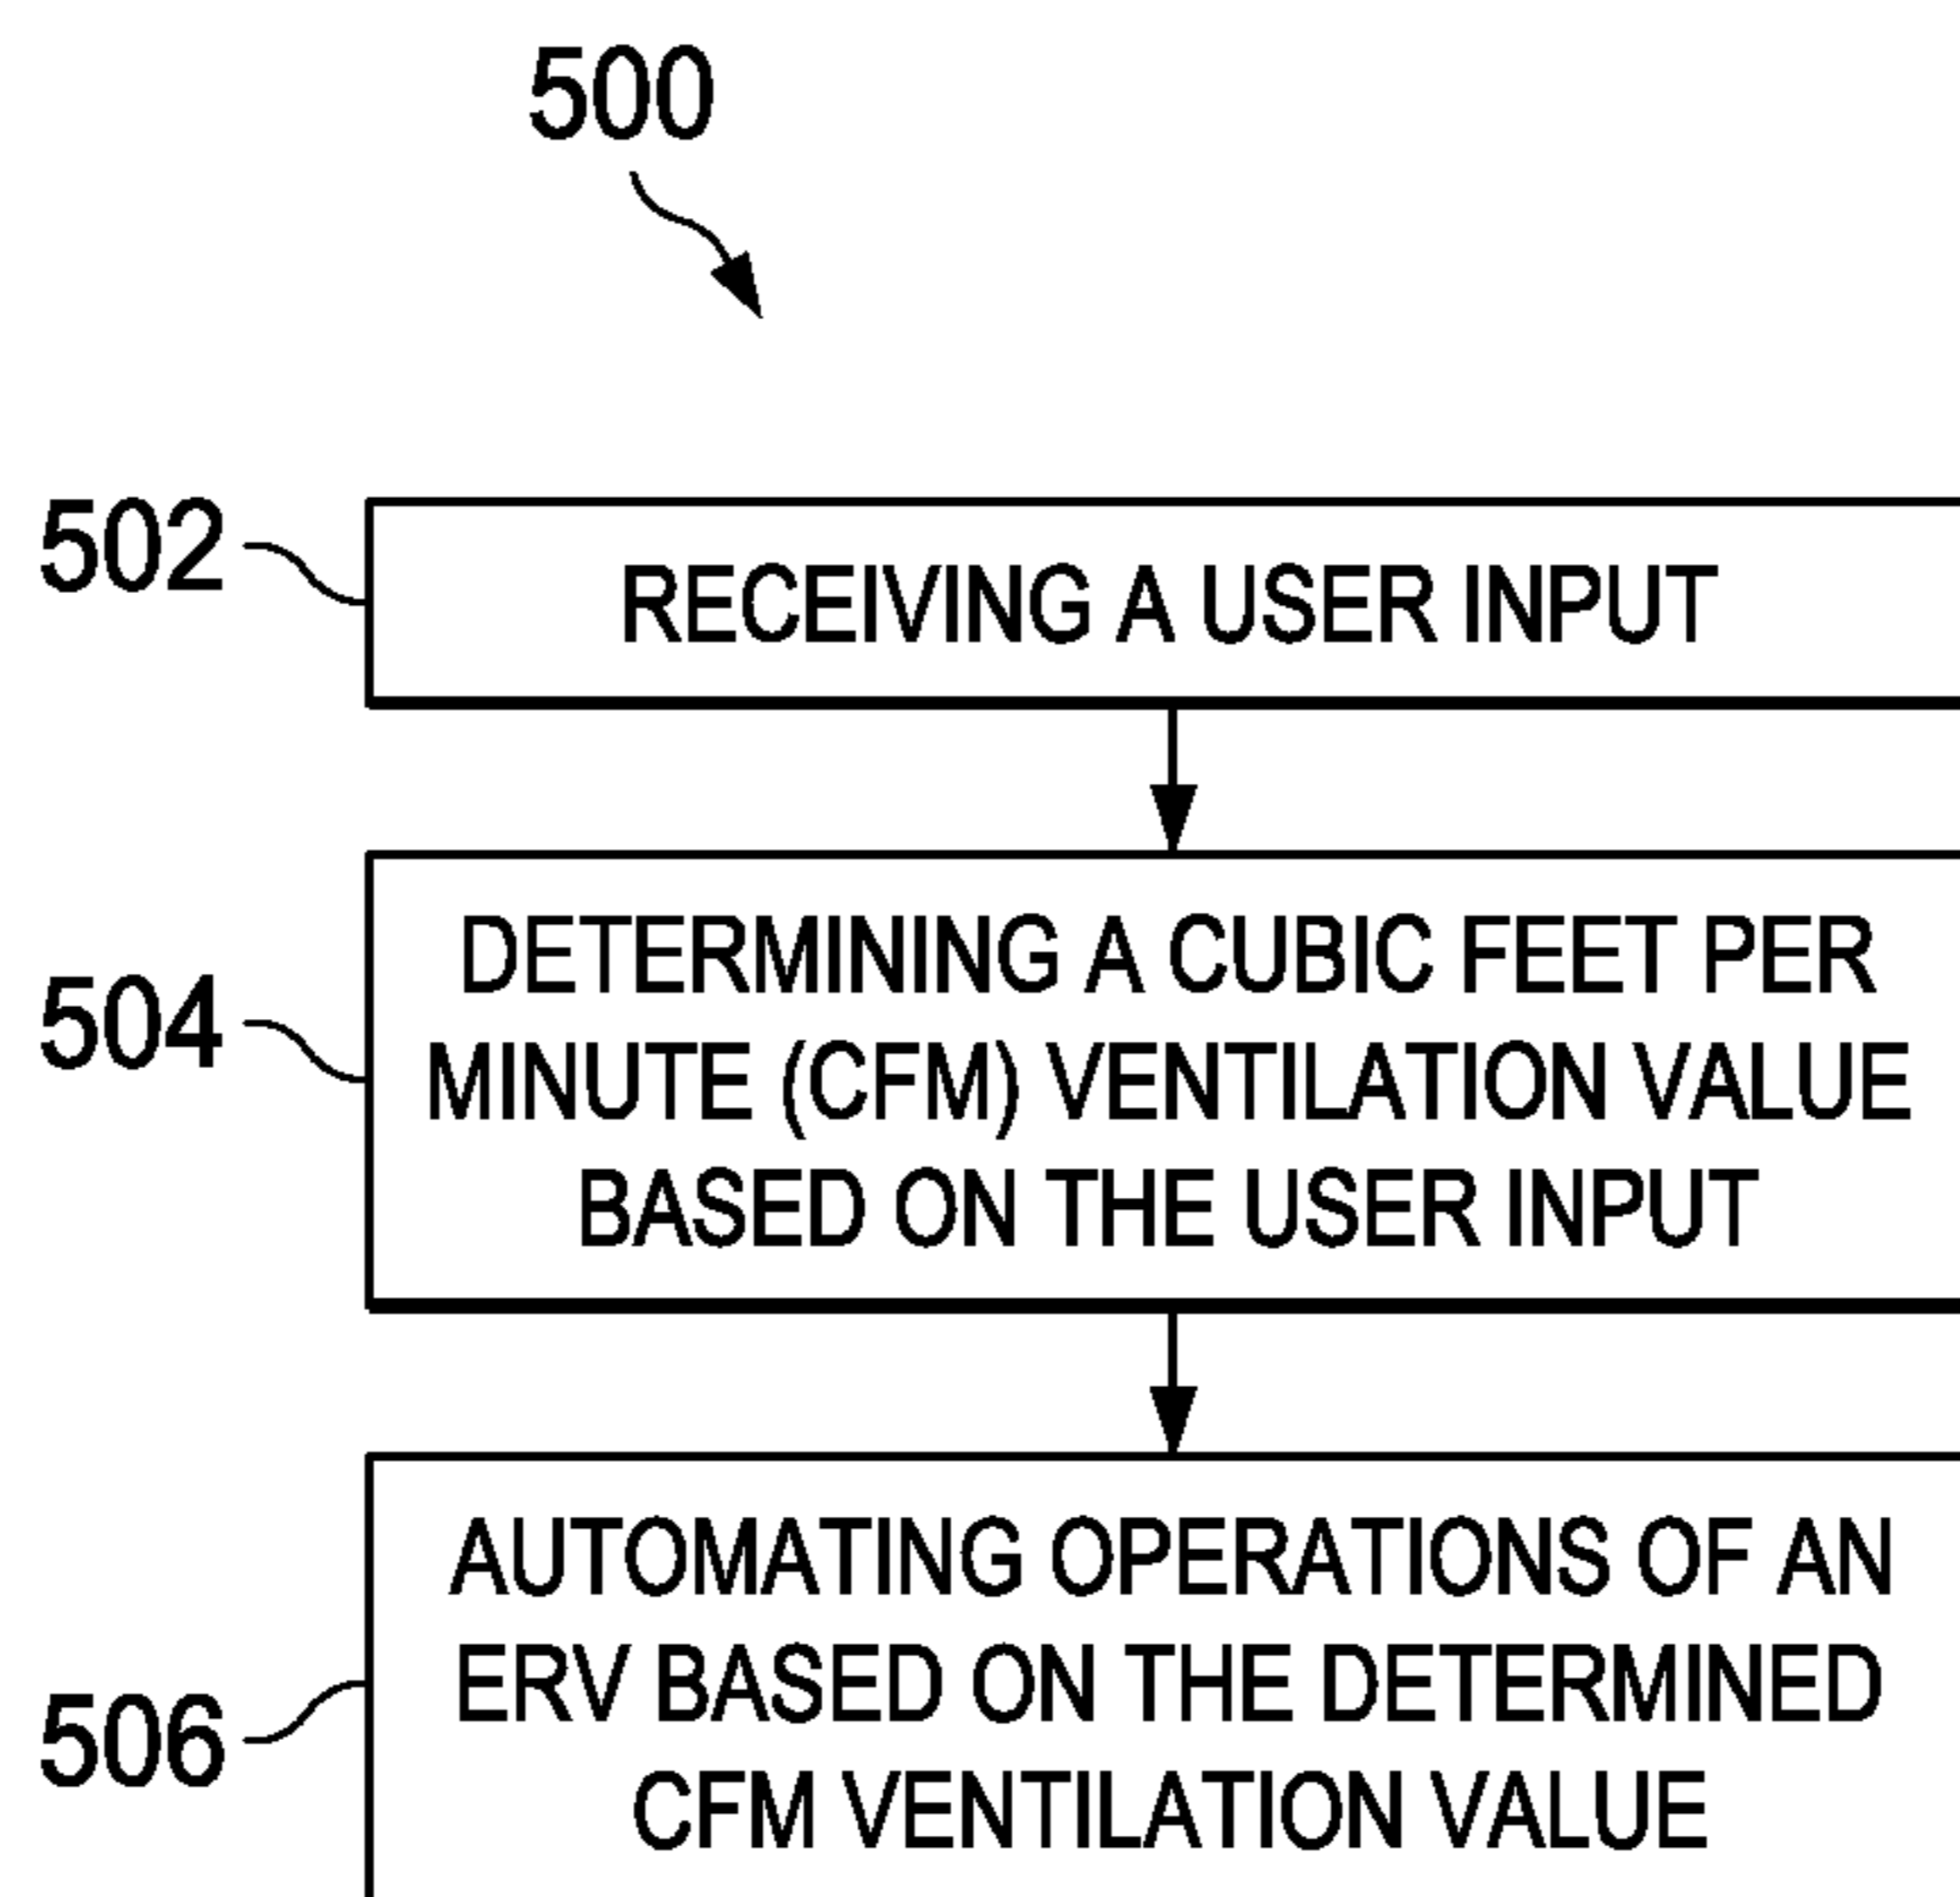 500
502
RECEIVING A USER INPUT
504
DETERMINING A CUBIC FEET PER
MINUTE (CFM) VENTILATION VALUE
BASED ON THE USER INPUT
506
AUTOMATING OPERATIONS OF AN
ERV BASED ON THE DETERMINED
CFM VENTILATION VALUE